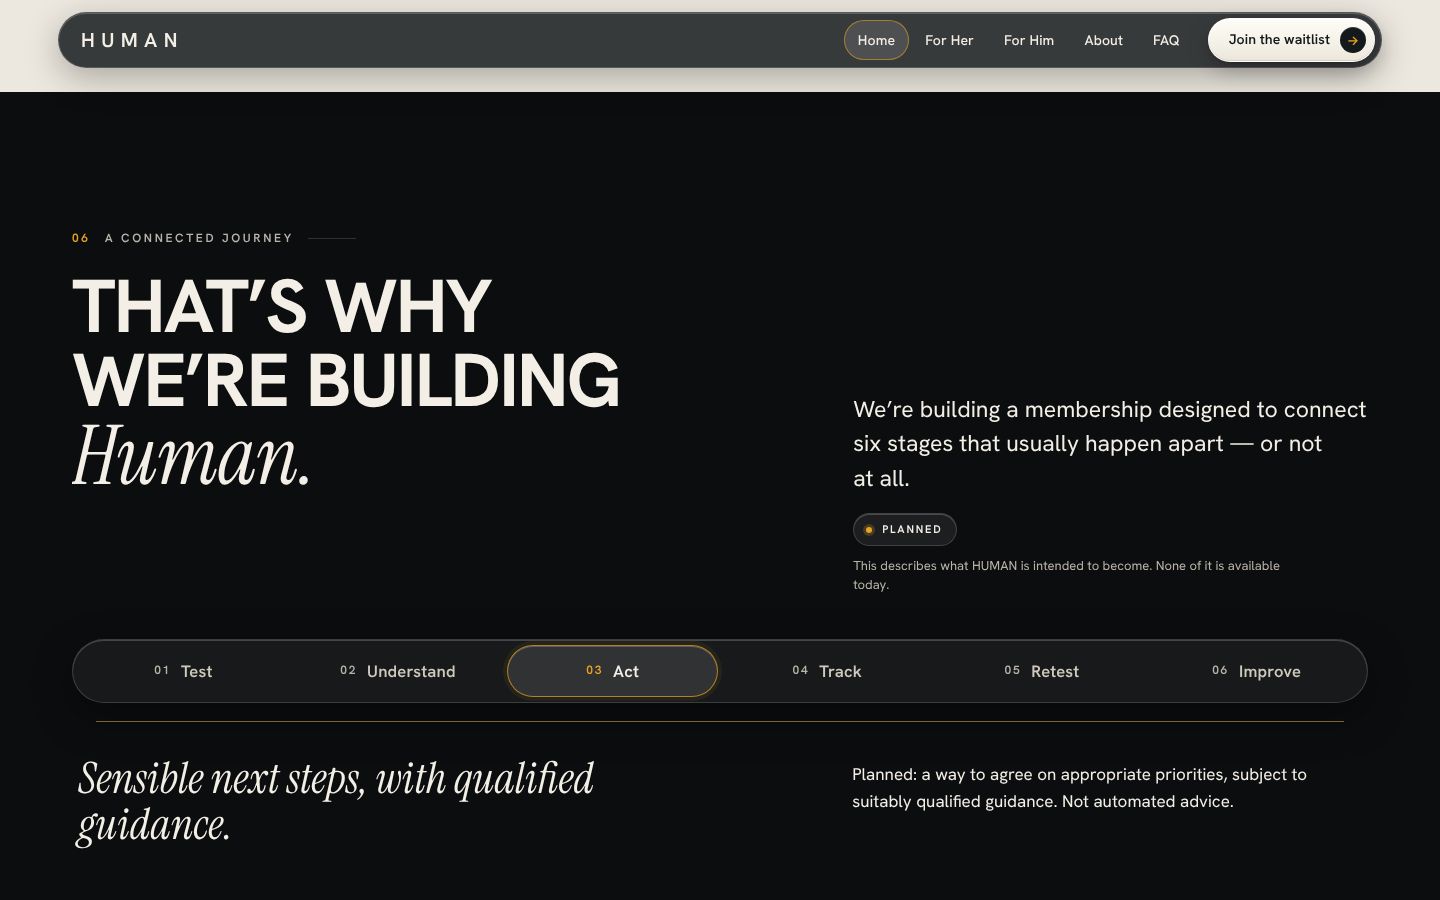 HUMAN
Home
For Her
For Him
About
FAQ
Join the waitlist →
06 A CONNECTED JOURNEY
THAT’S WHY
WE’RE BUILDING
Human.
We’re building a membership designed to connect
six stages that usually happen apart — or not
at all.
PLANNED
This describes what HUMAN is intended to become. None of it is available
today.
01 Test
02 Understand
03 Act
04 Track
05 Retest
06 Improve
Sensible next steps, with qualified
guidance.
Planned: a way to agree on appropriate priorities, subject to
suitably qualified guidance. Not automated advice.